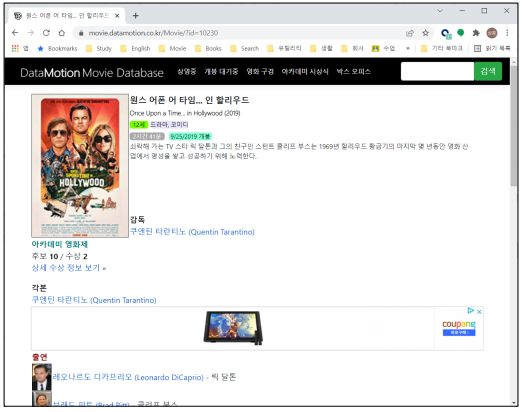 원스 어폰 어 타임... 인 할리우드
movie.datamotion.co.kr/Movie/?id=10230
앱 Bookmarks Study English Movie Books Search 유틸리티 생활 회사 수업 » 기타 북마크 읽기 목록
DataMotion Movie Database 상영중 개봉 대기중 영화 구경 아카데미 시상식 박스 오피스 검색
원스 어폰 어 타임... 인 할리우드
Once Upon a Time... in Hollywood (2019)
12세 드라마, 코미디
2시간 41분 9/25/2019 개봉
쇠락해 가는 TV 스타 릭 달톤과 그의 친구인 스턴트 클리프 부스는 1969년 할리우드 황금기의 마지막 몇 년동안 영화 산
업에서 명성을 쌓고 성공하기 위해 노력한다.
HOLLYWOOD
감독
쿠엔틴 타란티노 (Quentin Tarantino)
아카데미 영화제
후보 10 / 수상 2
상세 수상 정보 보기 »
각본
쿠엔틴 타란티노 (Quentin Tarantino)
coupang
출연
레오나르도 디카프리오 (Leonardo DiCaprio) - 릭 달톤
브래드 피트 (Brad Pitt) - 클리프 부스